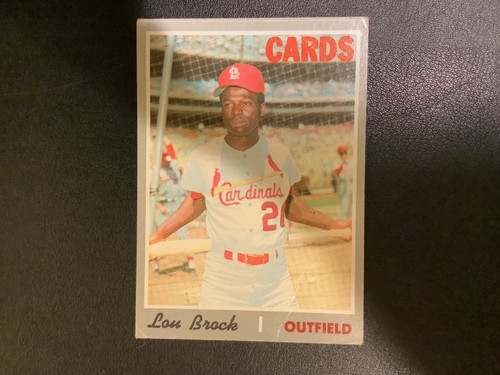 CARDS
Cardinals
20
Lou Brock
OUTFIELD